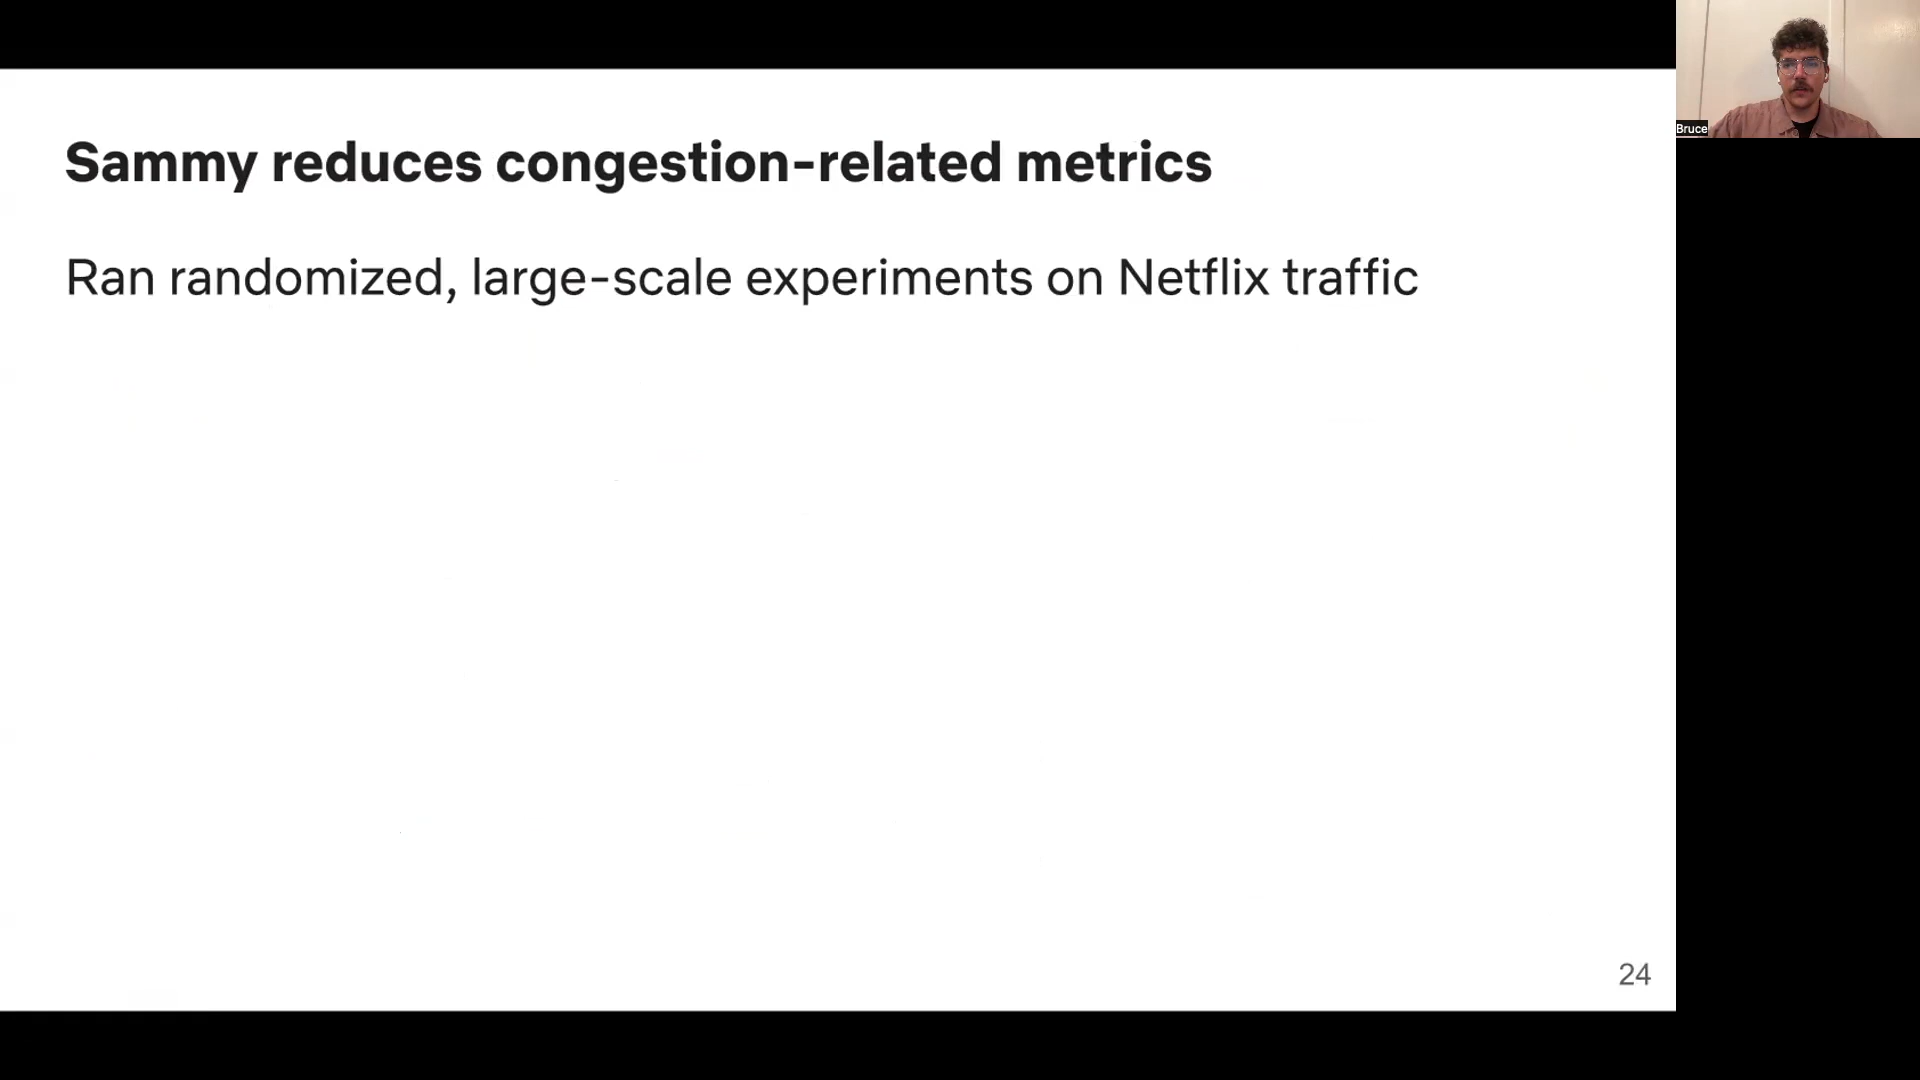 Sammy reduces congestion-related metrics
Ran randomized, large-scale experiments on Netflix traffic
24
Bruce